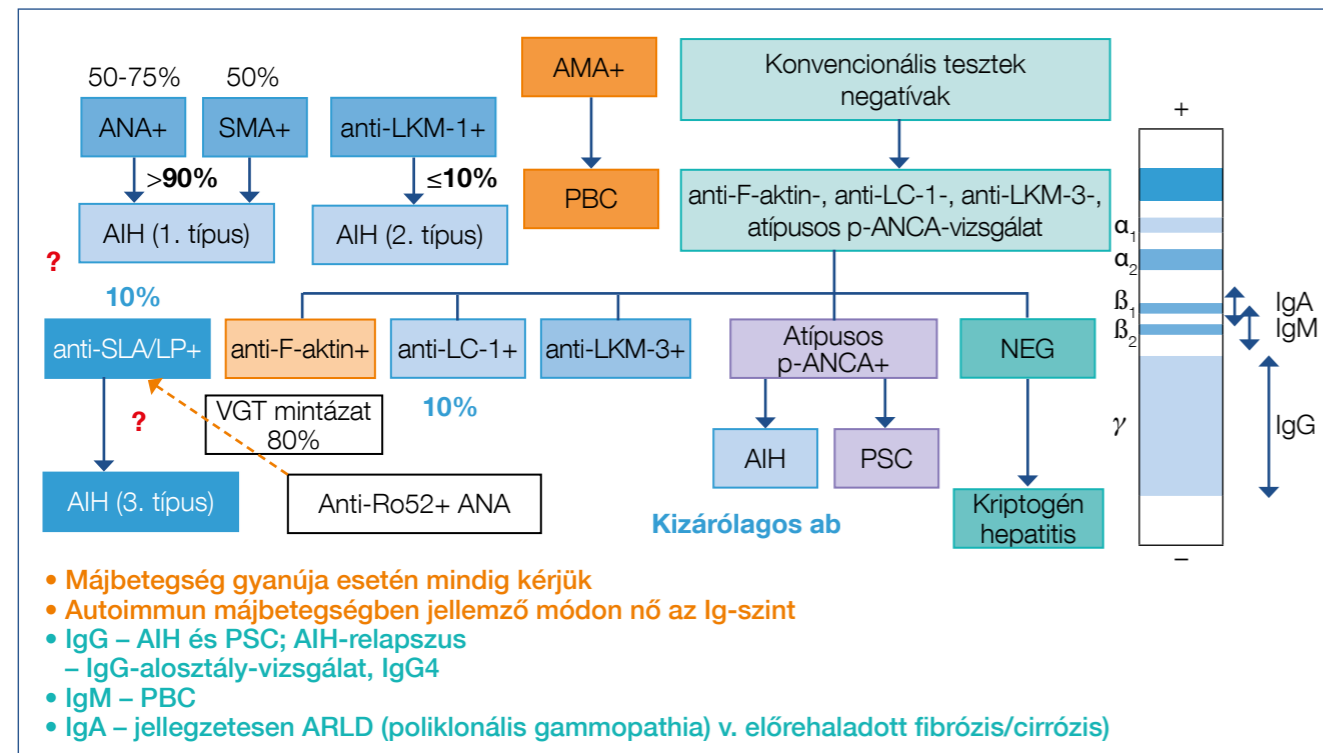 50-75%
50%
ANA+
SMA+
anti-LKM-1+
>90%
≤10%
AIH (1. típus)
AIH (2. típus)
AMA+
PBC
Konvencionális tesztek
negatívak
anti-F-aktin-, anti-LC-1-, anti-LKM-3-,
atípusos p-ANCA-vizsgálat
?
10%
anti-SLA/LP+
anti-F-aktin+
anti-LC-1+
anti-LKM-3+
Atípusos
p-ANCA+
NEG
?
VGT mintázat
80%
10%
AIH
PSC
AIH (3. típus)
Anti-Ro52+ ANA
Kizárólagos ab
Kriptogén
hepatitis
+
α₁
α₂
ß₁
ß₂
γ
IgA
IgM
IgG
–
• Májbetegség gyanúja esetén mindig kérjük
• Autoimmun májbetegségben jellemző módon nő az Ig-szint
• IgG – AIH és PSC; AIH-relapszus
– IgG-alosztály-vizsgálat, IgG4
• IgM – PBC
• IgA – jellegzetesen ARLD (poliklonális gammopathia) v. előrehaladott fibrózis/cirrózis)